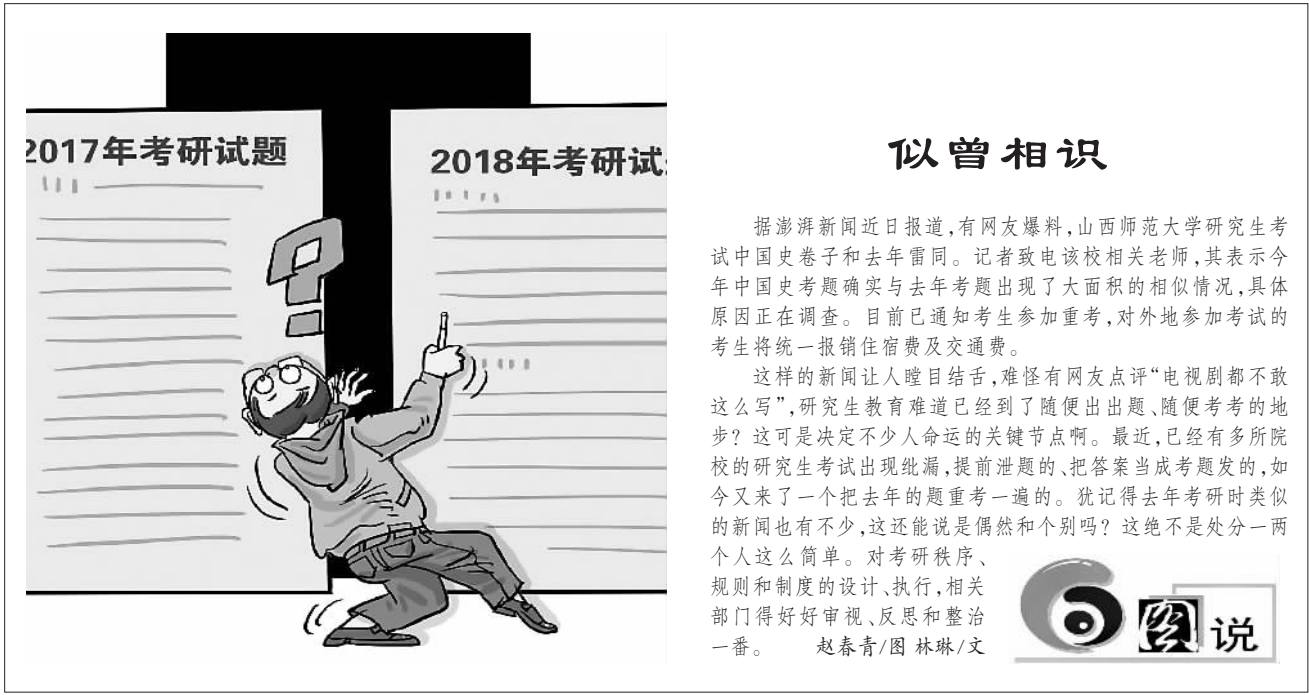 2017年考研试题
2018年考研试
?
似曾相识
据澎湃新闻近日报道,有网友爆料,山西师范大学研究生考
试中国史卷子和去年雷同。记者致电该校相关老师,其表示今
年中国史考题确实与去年考题出现了大面积的相似情况,具体
原因正在调查。目前已通知考生参加重考,对外地参加考试的
考生将统一报销住宿费及交通费。
这样的新闻让人瞠目结舌,难怪有网友点评“电视剧都不敢
这么写”,研究生教育难道已经到了随便出出题、随便考考的地
步?这可是决定不少人命运的关键节点啊。最近,已经有多所院
校的研究生考试出现纰漏,提前泄题的、把答案当成考题发的,如
今又来了一个把去年的题重考一遍的。犹记得去年考研时类似
的新闻也有不少,这还能说是偶然和个别吗?这绝不是处分一两
个人这么简单。对考研秩序、
规则和制度的设计、执行,相关
部门得好好审视、反思和整治
一番。 赵春青/图 林琳/文
图说